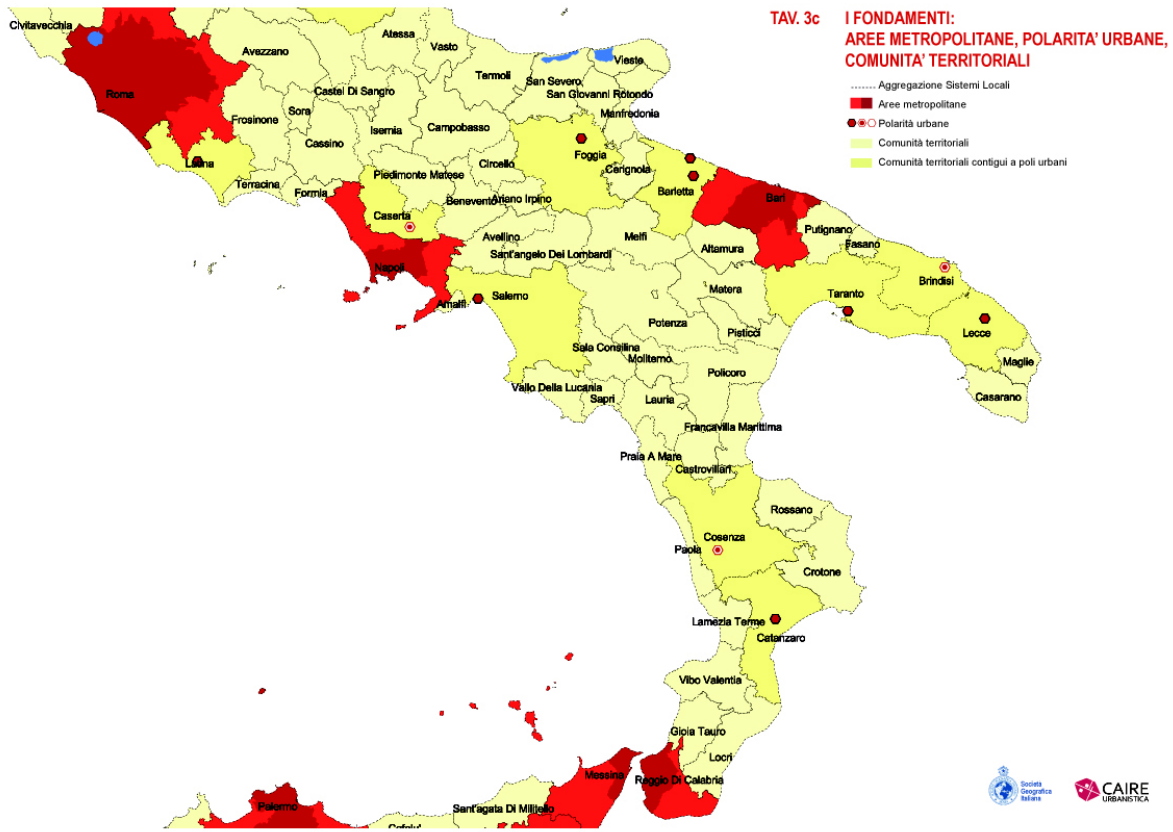 TAV. 3c
I FONDAMENTI:
AREE METROPOLITANE, POLARITA' URBANE,
COMUNITA' TERRITORIALI
Aggregazione Sistemi Locali
Aree metropolitane
Polarità urbane
Comunità territoriali
Comunità territoriali contigui a poli urbani
Civitavecchia
Roma
Avezzano
Atessa
Vasto
Termoli
San Severo
Vieste
San Giovanni Rotondo
Manfredonia
Castel Di Sangro
Sora
Frosinone
Cassino
Isernia
Campobasso
Latina
Terracina
Formia
Piedimonte Matese
Circello
Foggia
Cerignola
Barletta
Bari
Caserta
Benevento
Ariano Irpino
Avellino
Sant'angelo Dei Lombardi
Melfi
Altamura
Putignano
Fasano
Napoli
Amalfi
Salerno
Matera
Taranto
Brindisi
Lecce
Potenza
Pisticci
Sala Consilina
Moliterno
Policoro
Maglie
Casarano
Vallo Della Lucania
Sapri
Lauria
Francavilla Marittima
Praia A Mare
Castrovillari
Rossano
Cosenza
Paola
Crotone
Lamezia Terme
Catanzaro
Vibo Valentia
Gioia Tauro
Locri
Reggio Di Calabria
Messina
Palermo
Sant'agata Di Militello
Cefalu'
Società
Geografica
Italiana
CAIRE
URBANISTICA